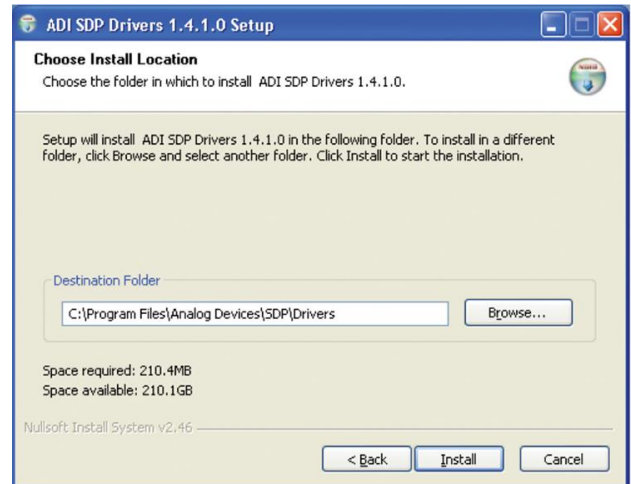 ADI SDP Drivers 1.4.1.0 Setup
Choose Install Location
Choose the folder in which to install ADI SDP Drivers 1.4.1.0.
Setup will install ADI SDP Drivers 1.4.1.0 in the following folder. To install in a different
folder, click Browse and select another folder. Click Install to start the installation.
Destination Folder
C:\Program Files\Analog Devices\SDP\Drivers
Browse...
Space required: 210.4MB
Space available: 210.1GB
Nullsoft Install System v2.46
< Back
Install
Cancel